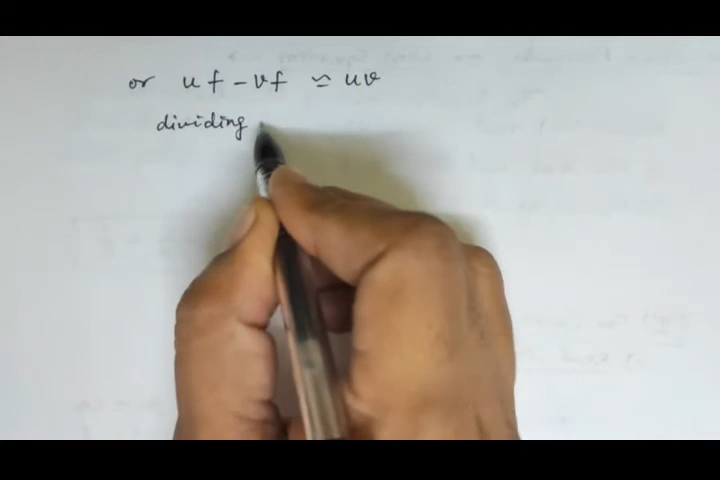 or uf - vf ≃ uv
dividing